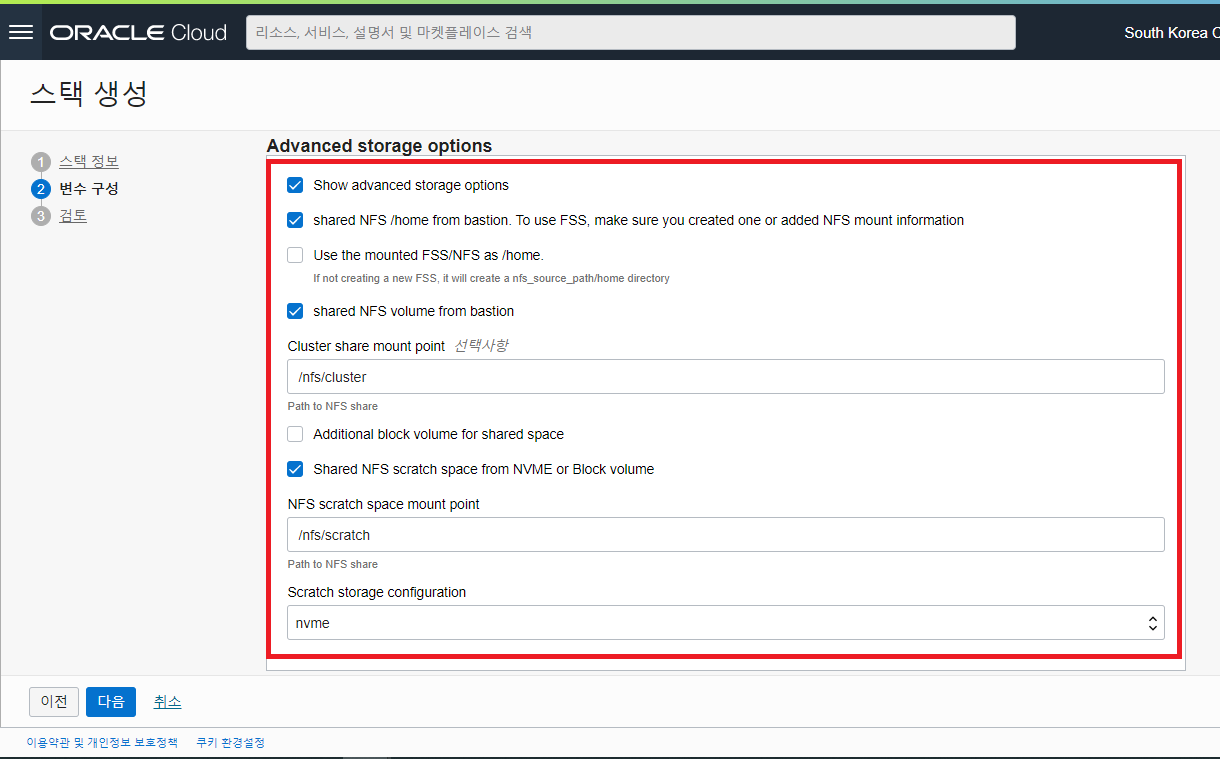 ORACLE Cloud
리소스, 서비스, 설명서 및 마켓플레이스 검색
South Korea C
스택 생성
1 스택 정보
2 변수 구성
3 검토
Advanced storage options
Show advanced storage options
shared NFS /home from bastion. To use FSS, make sure you created one or added NFS mount information
Use the mounted FSS/NFS as /home.
If not creating a new FSS, it will create a nfs_source_path/home directory
shared NFS volume from bastion
Cluster share mount point 선택사항
/nfs/cluster
Path to NFS share
Additional block volume for shared space
Shared NFS scratch space from NVME or Block volume
NFS scratch space mount point
/nfs/scratch
Path to NFS share
Scratch storage configuration
nvme
이전 다음 취소
이용약관 및 개인정보 보호정책 쿠키 환경설정